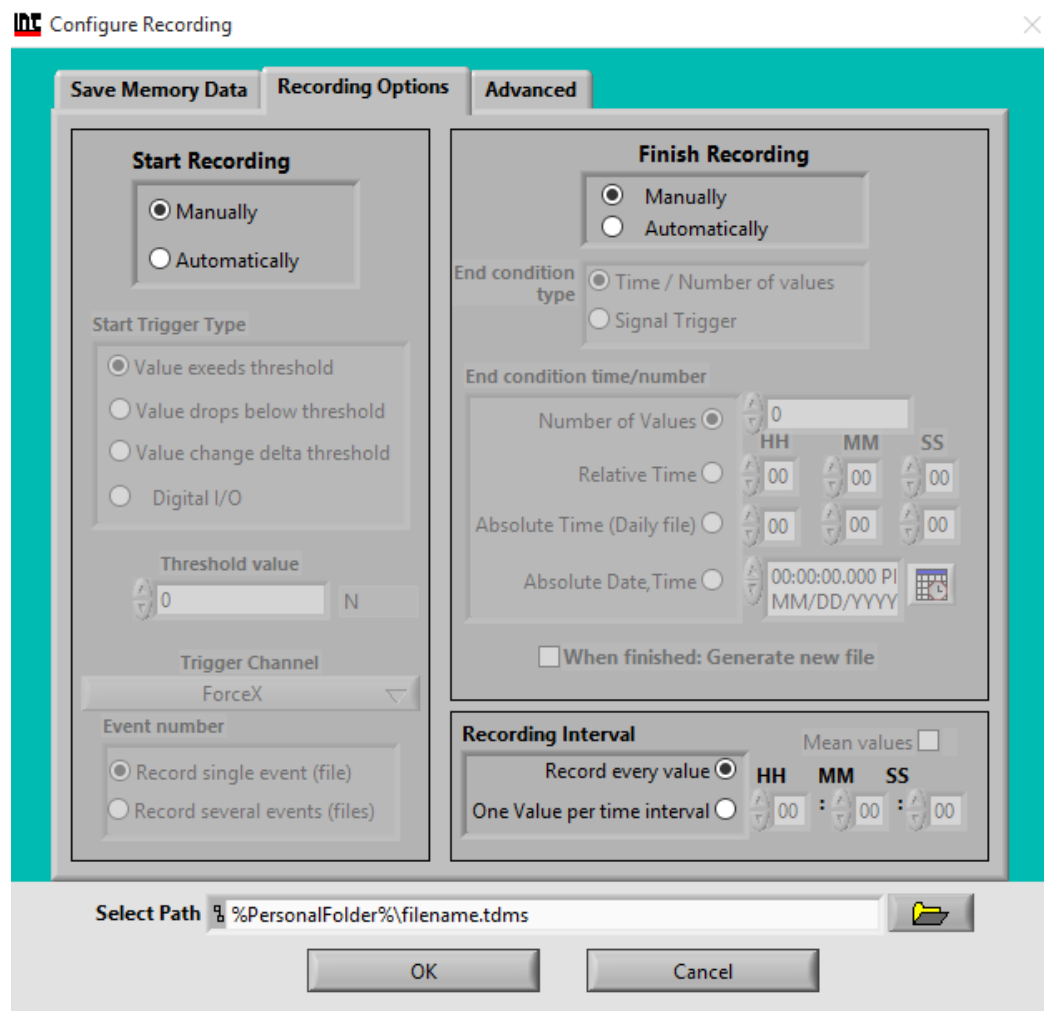 Configure Recording
Save Memory Data
Recording Options
Advanced
Start Recording
Manually
Automatically
Start Trigger Type
Value exceeds threshold
Value drops below threshold
Value change delta threshold
Digital I/O
Threshold value
0
N
Trigger Channel
ForceX
Event number
Record single event (file)
Record several events (files)
Finish Recording
Manually
Automatically
End condition
type
Time / Number of values
Signal Trigger
End condition time/number
Number of Values
0
HH MM SS
Relative Time
00 00 00
Absolute Time (Daily file)
00 00 00
Absolute Date,Time
00:00:00.000 PI
MM/DD/YYYY
When finished: Generate new file
Recording Interval
Mean values
Record every value
HH MM SS
One Value per time interval
00 : 00 : 00
Select Path
%PersonalFolder%\filename.tdms
OK
Cancel